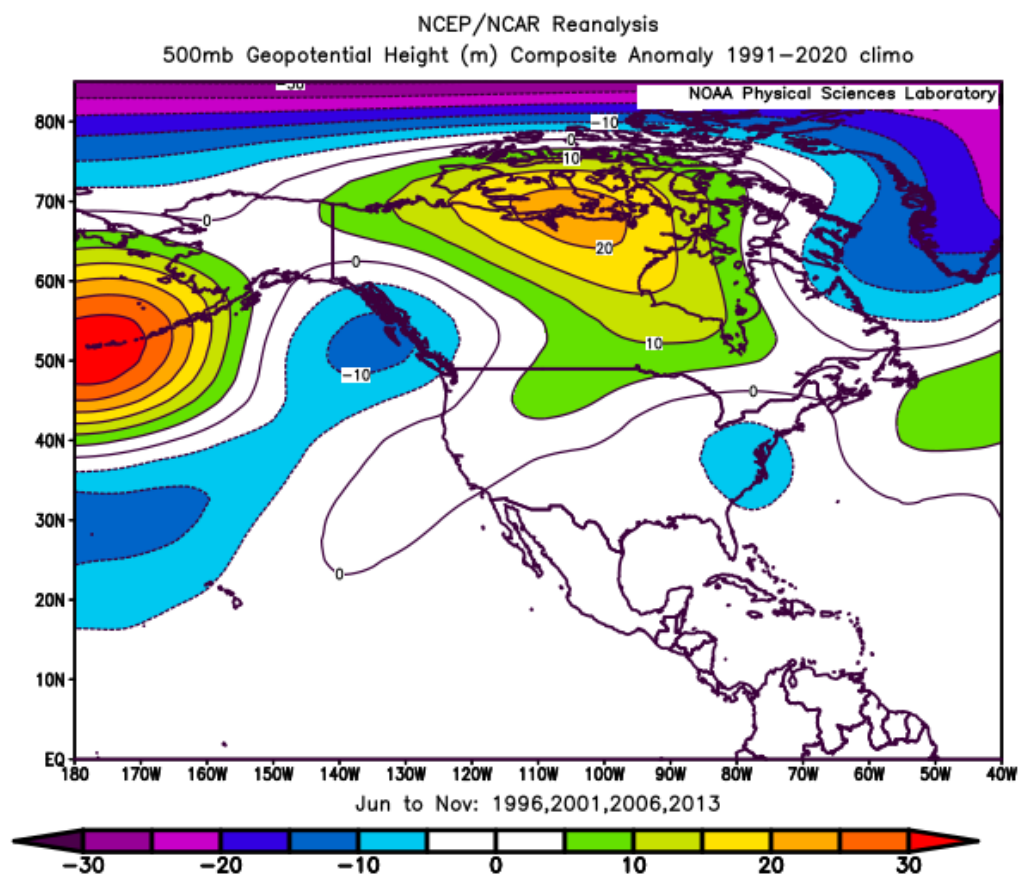 NCEP/NCAR Reanalysis
500mb Geopotential Height (m) Composite Anomaly 1991-2020 climo
NOAA Physical Sciences Laboratory
-10
0
10
0
20
0
10
-10
0
0
80N
70N
60N
50N
40N
30N
20N
10N
EQ
180 170W 160W 150W 140W 130W 120W 110W 100W 90W 80W 70W 60W 50W 40W
Jun to Nov: 1996,2001,2006,2013
-30 -20 -10 0 10 20 30